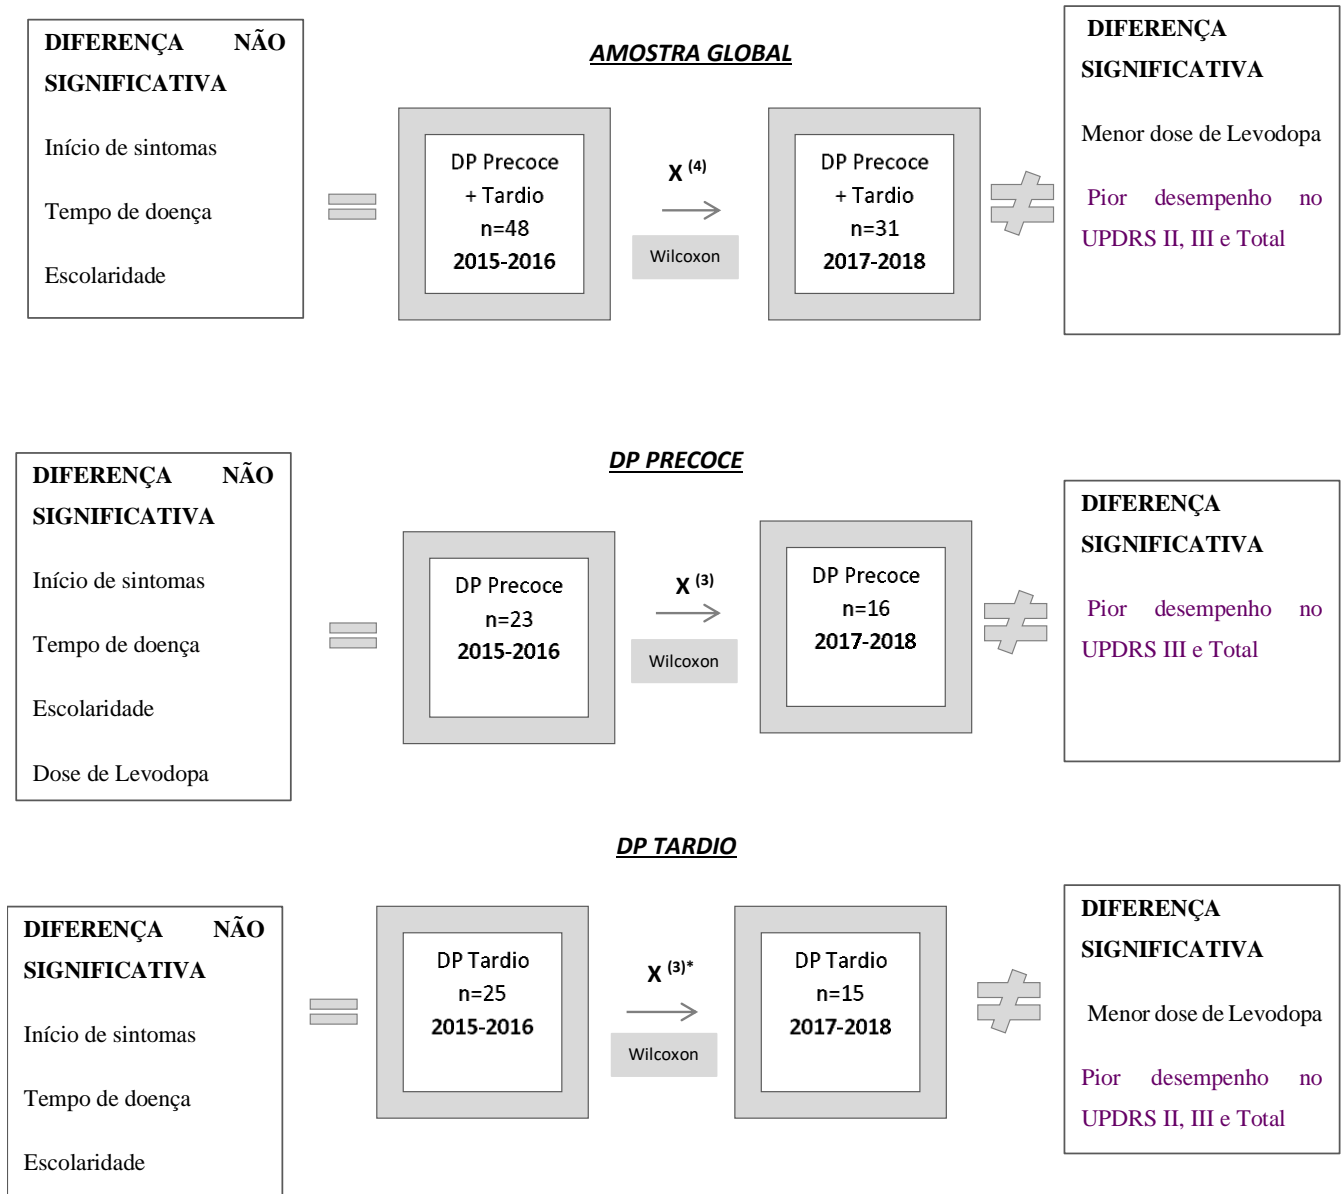 AMOSTRA GLOBAL
DIFERENÇA NÃO
SIGNIFICATIVA
Início de sintomas
Tempo de doença
Escolaridade
DP Precoce
+ Tardio
n=48
2015-2016
X (4)
Wilcoxon
DP Precoce
+ Tardio
n=31
2017-2018
DIFERENÇA
SIGNIFICATIVA
Menor dose de Levodopa
Pior desempenho no
UPDRS II, III e Total
DP PRECOCE
DIFERENÇA NÃO
SIGNIFICATIVA
Início de sintomas
Tempo de doença
Escolaridade
Dose de Levodopa
DP Precoce
n=23
2015-2016
X (3)
Wilcoxon
DP Precoce
n=16
2017-2018
DIFERENÇA
SIGNIFICATIVA
Pior desempenho no
UPDRS III e Total
DP TARDIO
DIFERENÇA NÃO
SIGNIFICATIVA
Início de sintomas
Tempo de doença
Escolaridade
DP Tardio
n=25
2015-2016
X (3)*
Wilcoxon
DP Tardio
n=15
2017-2018
DIFERENÇA
SIGNIFICATIVA
Menor dose de Levodopa
Pior desempenho no
UPDRS II, III e Total